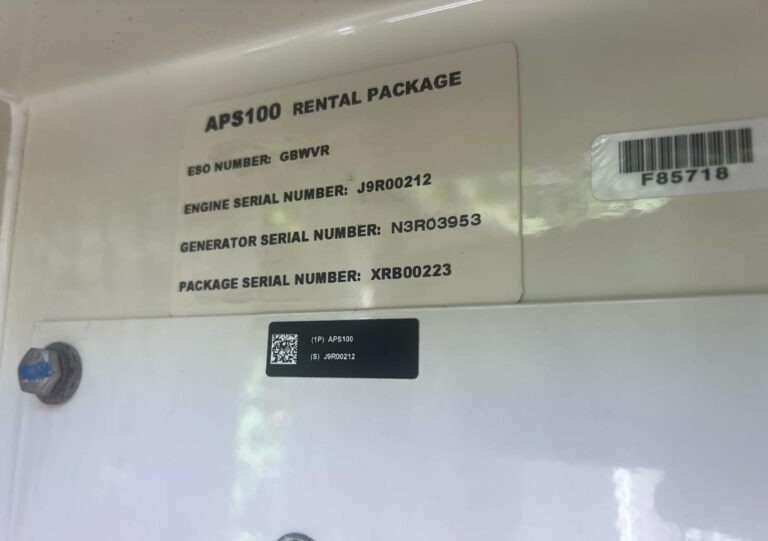 APS100 RENTAL PACKAGE
ESO NUMBER: GBWVR
ENGINE SERIAL NUMBER: J9R00212
GENERATOR SERIAL NUMBER: N3R03953
PACKAGE SERIAL NUMBER: XRB00223
F85718
(1P) APS100
(S) J9R00212